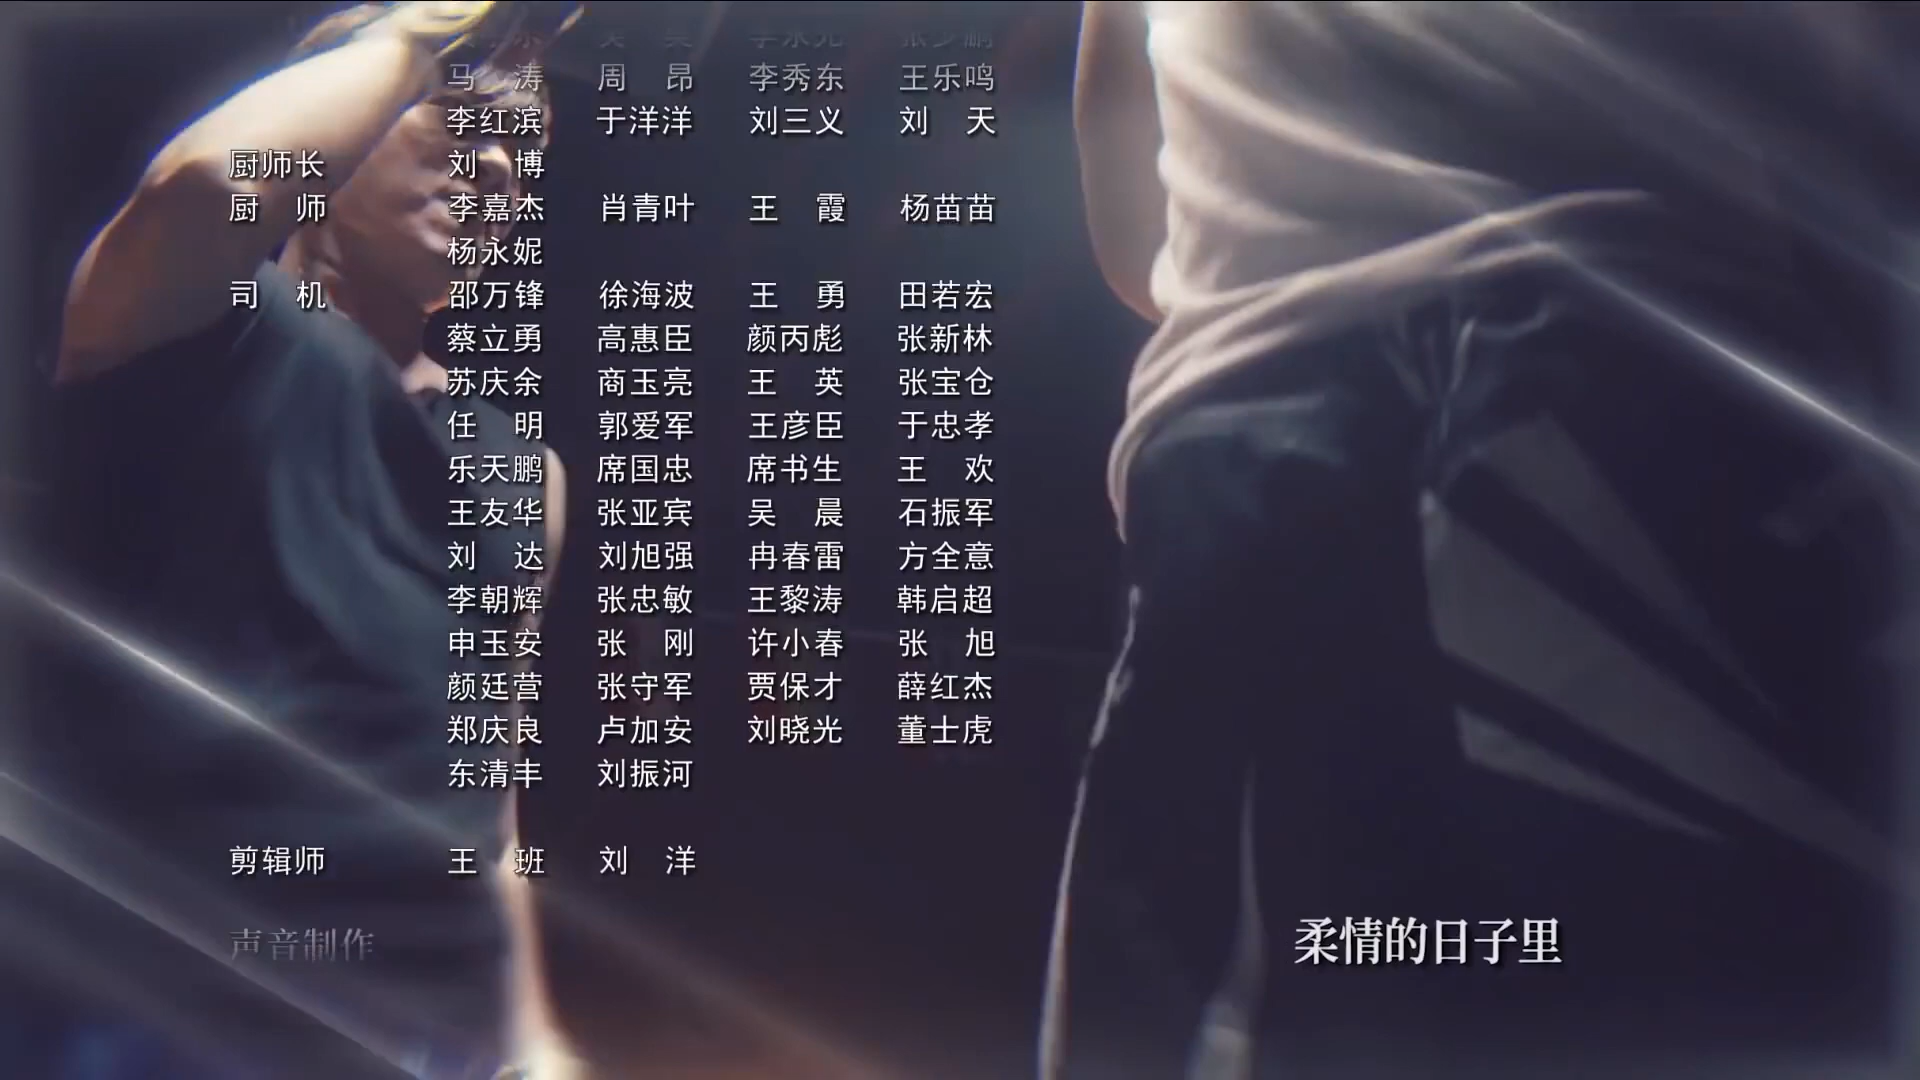 马涛 周昂 李秀东 王乐鸣
李红滨 于洋洋 刘三义 刘天
厨师长 刘博
厨师 李嘉杰 肖青叶 王霞 杨苗苗
杨永妮
司机 邵万锋 徐海波 王勇 田若宏
蔡立勇 高惠臣 颜丙彪 张新林
苏庆余 商玉亮 王英 张宝仓
任明 郭爱军 王彦臣 于忠孝
乐天鹏 席国忠 席书生 王欢
王友华 张亚宾 吴晨 石振军
刘达 刘旭强 冉春雷 方全意
李朝辉 张忠敏 王黎涛 韩启超
申玉安 张刚 许小春 张旭
颜廷营 张守军 贾保才 薛红杰
郑庆良 卢加安 刘晓光 董士虎
东清丰 刘振河
剪辑师 王班 刘洋
声音制作
柔情的日子里